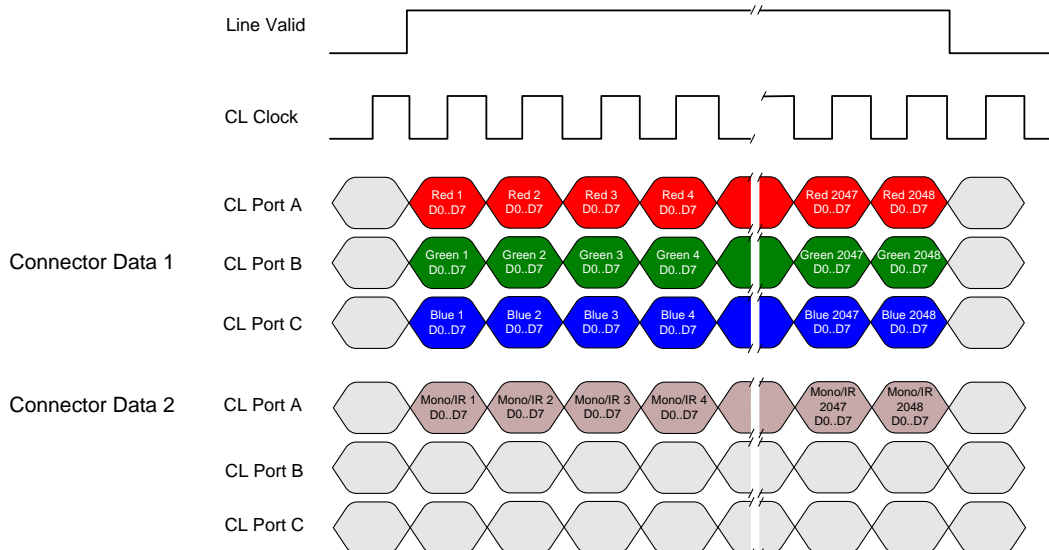 Line Valid
CL Clock
CL Port A
Red 1
D0..D7
Red 2
D0..D7
Red 3
D0..D7
Red 4
D0..D7
Red 2047
D0..D7
Red 2048
D0..D7
Connector Data 1
CL Port B
Green 1
D0..D7
Green 2
D0..D7
Green 3
D0..D7
Green 4
D0..D7
Green 2047
D0..D7
Green 2048
D0..D7
CL Port C
Blue 1
D0..D7
Blue 2
D0..D7
Blue 3
D0..D7
Blue 4
D0..D7
Blue 2047
D0..D7
Blue 2048
D0..D7
Connector Data 2
CL Port A
Mono/IR 1
D0..D7
Mono/IR 2
D0..D7
Mono/IR 3
D0..D7
Mono/IR 4
D0..D7
Mono/IR
2047
D0..D7
Mono/IR
2048
D0..D7
CL Port B
CL Port C